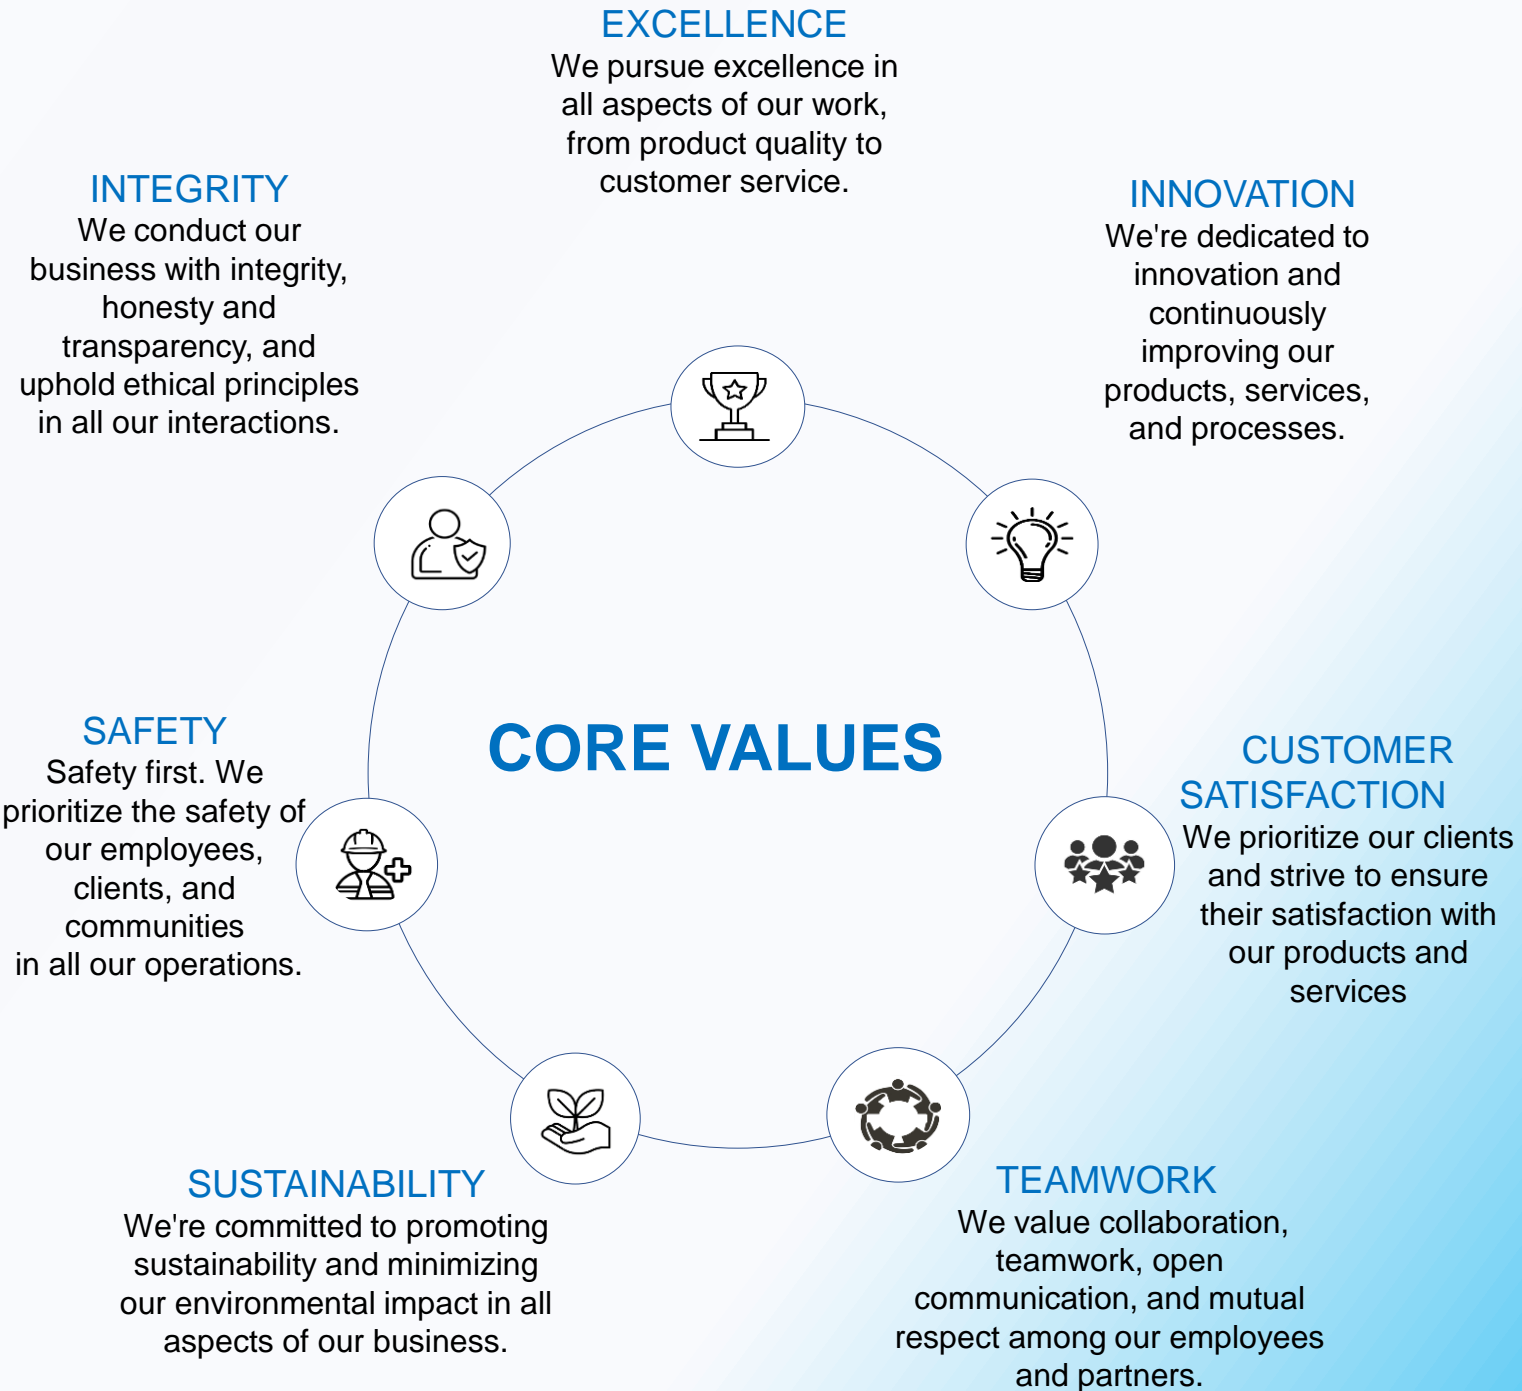 EXCELLENCE
We pursue excellence in
all aspects of our work,
from product quality to
customer service.
INTEGRITY
We conduct our
business with integrity,
honesty and
transparency, and
uphold ethical principles
in all our interactions.
INNOVATION
We're dedicated to
innovation and
continuously
improving our
products, services,
and processes.
CORE VALUES
SAFETY
Safety first. We
prioritize the safety of
our employees,
clients, and
communities
in all our operations.
CUSTOMER
SATISFACTION
We prioritize our clients
and strive to ensure
their satisfaction with
our products and
services
SUSTAINABILITY
We're committed to promoting
sustainability and minimizing
our environmental impact in all
aspects of our business.
TEAMWORK
We value collaboration,
teamwork, open
communication, and mutual
respect among our employees
and partners.